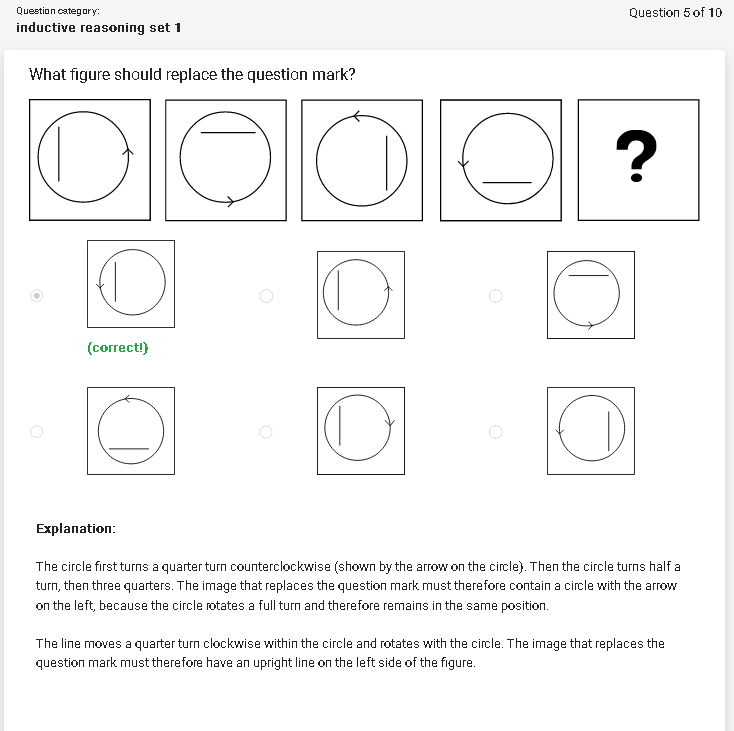 Question category:
Question 5 of 10
inductive reasoning set 1
What figure should replace the question mark?
?
(correct!)
Explanation:
The circle first turns a quarter turn counterclockwise (shown by the arrow on the circle). Then the circle turns half a
turn, then three quarters. The image that replaces the question mark must therefore contain a circle with the arrow
on the left, because the circle rotates a full turn and therefore remains in the same position.
The line moves a quarter turn clockwise within the circle and rotates with the circle. The image that replaces the
question mark must therefore have an upright line on the left side of the figure.